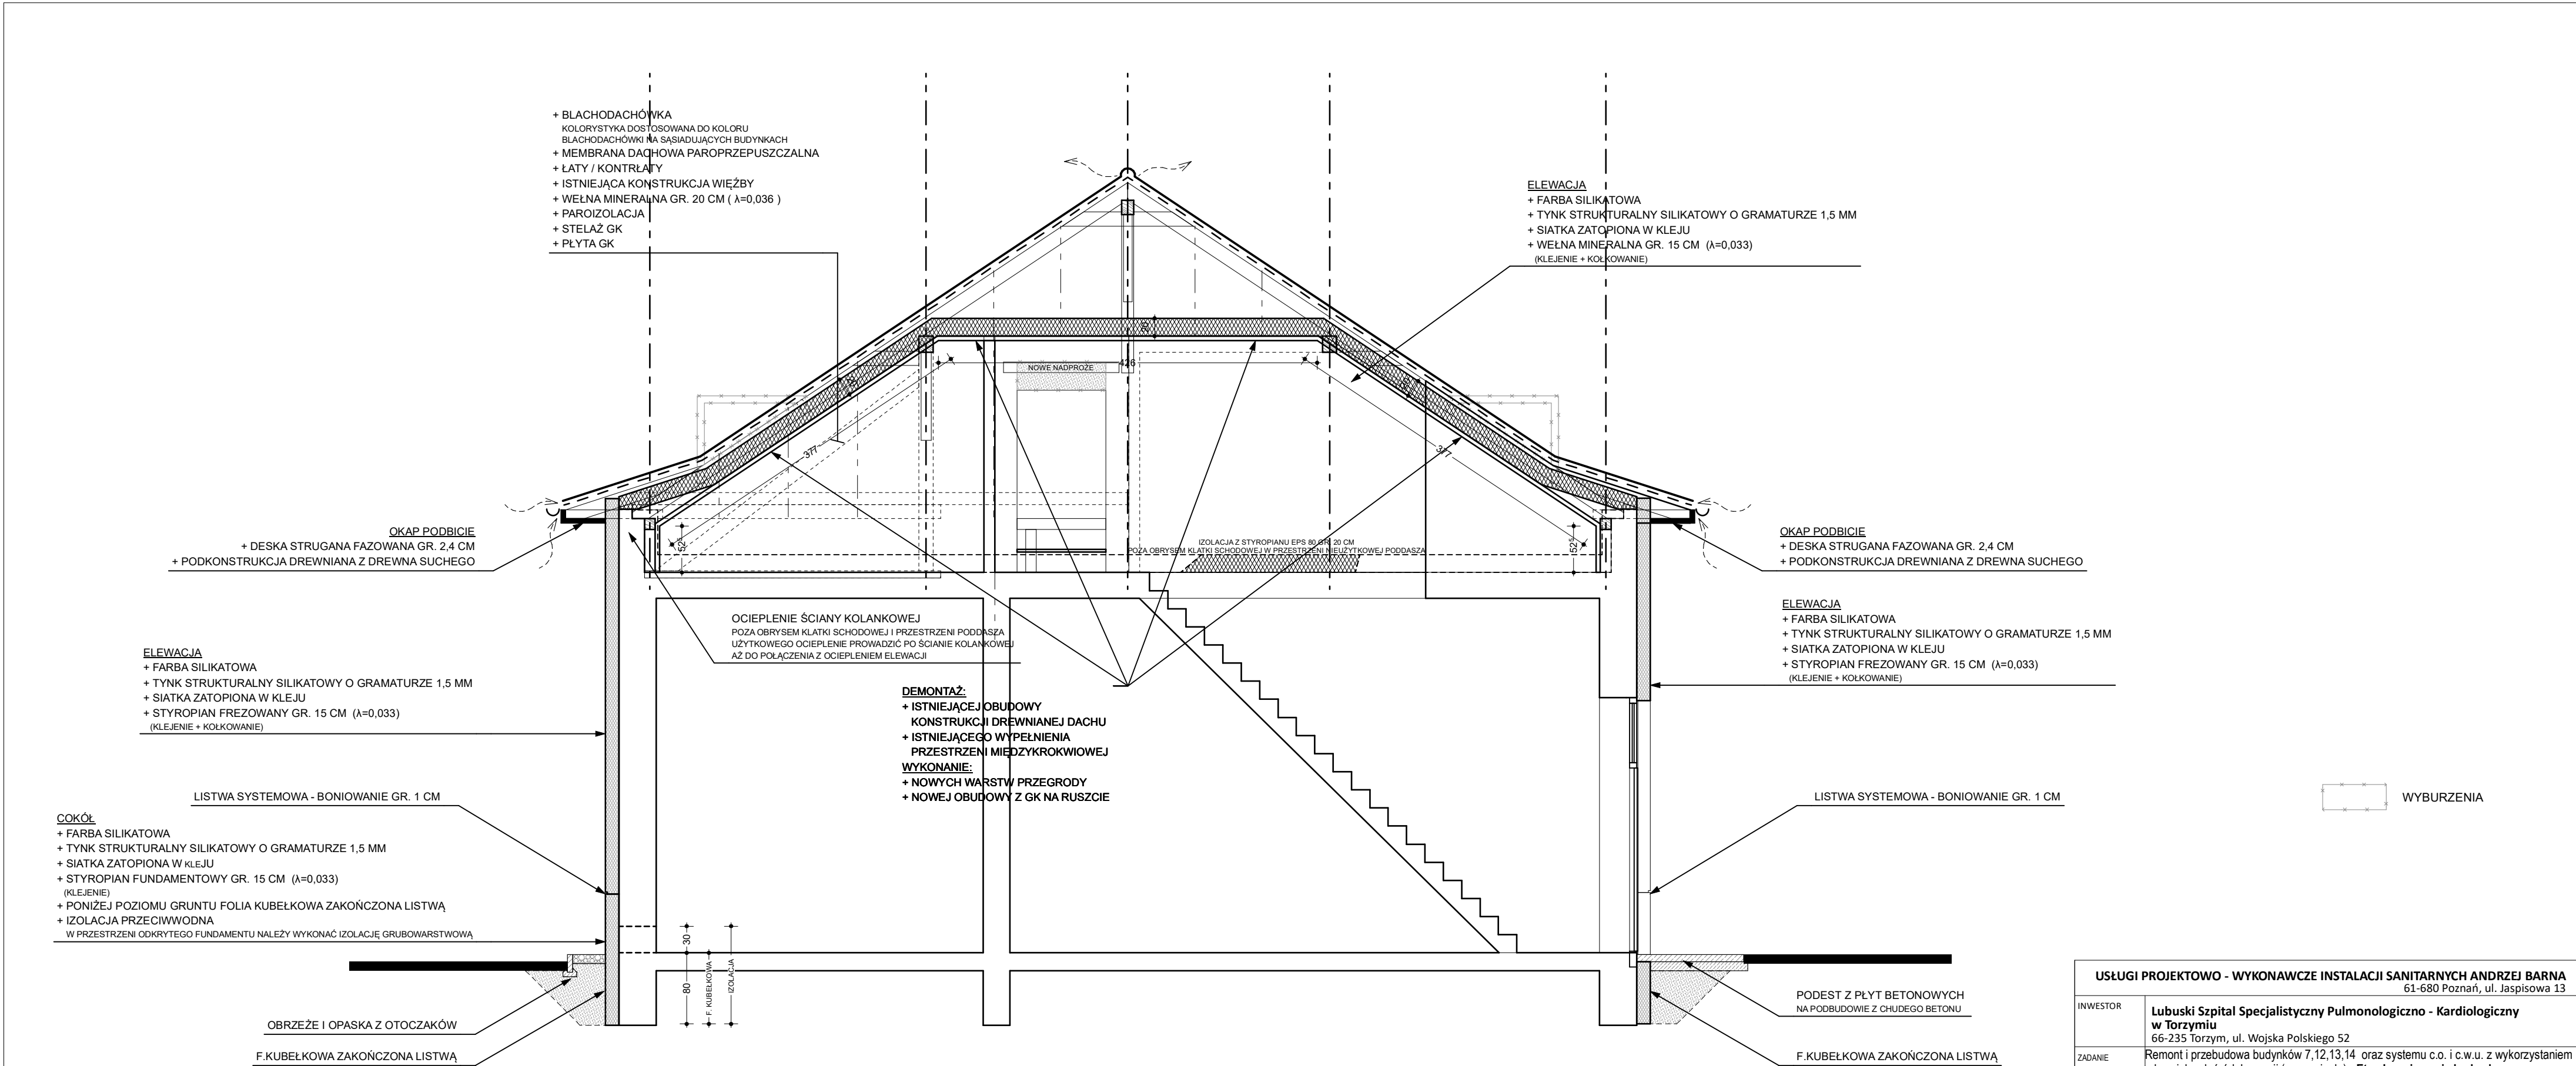 + BLACHODACHÓWKA
KOLORYSTYKA DOSTOSOWANA DO KOLORU
BLACHODACHÓWKI NA SĄSIADUJĄCYCH BUDYNKACH
+ MEMBRANA DACHOWA PAROPRZEPUSZCZALNA
+ ŁATY / KONTRŁATY
+ ISTNIEJĄCA KONSTRUKCJA WIĘŹBY
+ WEŁNA MINERALNA GR. 20 CM ( λ=0,036 )
+ PAROIZOLACJA
+ STELAŻ GK
+ PŁYTA GK
ELEWACJA
+ FARBA SILIKATOWA
+ TYNK STRUKTURALNY SILIKATOWY O GRAMATURZE 1,5 MM
+ SIATKA ZATOPIONA W KLEJU
+ WEŁNA MINERALNA GR. 15 CM (λ=0,033)
(KLEJENIE + KOŁKOWANIE)
20
426
NOWE NADPROŻE
377
377
52⁵
52⁵
IZOLACJA Z STYROPIANU EPS 80 GR. 20 CM
POZA OBRYSEM KLATKI SCHODOWEJ W PRZESTRZENI NIEUŻYTKOWEJ PODDASZA
OKAP PODBICIE
+ DESKA STRUGANA FAZOWANA GR. 2,4 CM
+ PODKONSTRUKCJA DREWNIANA Z DREWNA SUCHEGO
OKAP PODBICIE
+ DESKA STRUGANA FAZOWANA GR. 2,4 CM
+ PODKONSTRUKCJA DREWNIANA Z DREWNA SUCHEGO
OCIEPLENIE ŚCIANY KOLANKOWEJ
POZA OBRYSEM KLATKI SCHODOWEJ I PRZESTRZENI PODDASZA
UŻYTKOWEGO OCIEPLENIE PROWADZIĆ PO ŚCIANIE KOLANKOWEJ
AŻ DO POŁĄCZENIA Z OCIEPLENIEM ELEWACJI
ELEWACJA
+ FARBA SILIKATOWA
+ TYNK STRUKTURALNY SILIKATOWY O GRAMATURZE 1,5 MM
+ SIATKA ZATOPIONA W KLEJU
+ STYROPIAN FREZOWANY GR. 15 CM (λ=0,033)
(KLEJENIE + KOŁKOWANIE)
ELEWACJA
+ FARBA SILIKATOWA
+ TYNK STRUKTURALNY SILIKATOWY O GRAMATURZE 1,5 MM
+ SIATKA ZATOPIONA W KLEJU
+ STYROPIAN FREZOWANY GR. 15 CM (λ=0,033)
(KLEJENIE + KOŁKOWANIE)
DEMONTAŻ:
+ ISTNIEJĄCEJ OBUDOWY
KONSTRUKCJI DREWNIANEJ DACHU
+ ISTNIEJĄCEGO WYPEŁNIENIA
PRZESTRZENI MIĘDZYKROKWIOWEJ
WYKONANIE:
+ NOWYCH WARSTW PRZEGRODY
+ NOWEJ OBUDOWY Z GK NA RUSZCIE
LISTWA SYSTEMOWA - BONIOWANIE GR. 1 CM
LISTWA SYSTEMOWA - BONIOWANIE GR. 1 CM
WYBURZENIA
COKÓŁ
+ FARBA SILIKATOWA
+ TYNK STRUKTURALNY SILIKATOWY O GRAMATURZE 1,5 MM
+ SIATKA ZATOPIONA W KLEJU
+ STYROPIAN FUNDAMENTOWY GR. 15 CM (λ=0,033)
(KLEJENIE)
+ PONIŻEJ POZIOMU GRUNTU FOLIA KUBEŁKOWA ZAKOŃCZONA LISTWĄ
+ IZOLACJA PRZECIWWODNA
W PRZESTRZENI ODKRYTEGO FUNDAMENTU NALEŻY WYKONAĆ IZOLACJĘ GRUBOWARSTWOWĄ
30
80
F. KUBEŁKOWA
IZOLACJA
OBRZEŻE I OPASKA Z OTOCZAKÓW
F.KUBEŁKOWA ZAKOŃCZONA LISTWĄ
PODEST Z PŁYT BETONOWYCH
NA PODBUDOWIE Z CHUDEGO BETONU
F.KUBEŁKOWA ZAKOŃCZONA LISTWĄ
USŁUGI PROJEKTOWO - WYKONAWCZE INSTALACJI SANITARNYCH ANDRZEJ BARNA
61-680 Poznań, ul. Jaspisowa 13
INWESTOR
Lubuski Szpital Specjalistyczny Pulmonologiczno - Kardiologiczny
w Torzymiu
66-235 Torzym, ul. Wojska Polskiego 52
ZADANIE
Remont i przebudowa budynków 7,12,13,14 oraz systemu c.o. i c.w.u. z wykorzystaniem